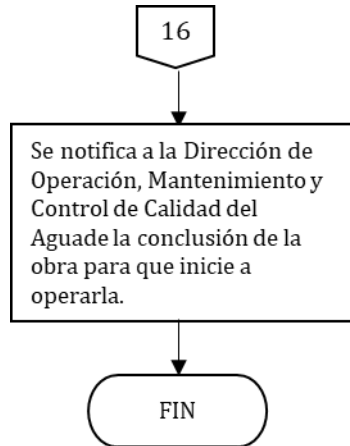 16
Se notifica a la Dirección de
Operación, Mantenimiento y
Control de Calidad del
Aguade la conclusión de la
obra para que inicie a
operarla.
FIN